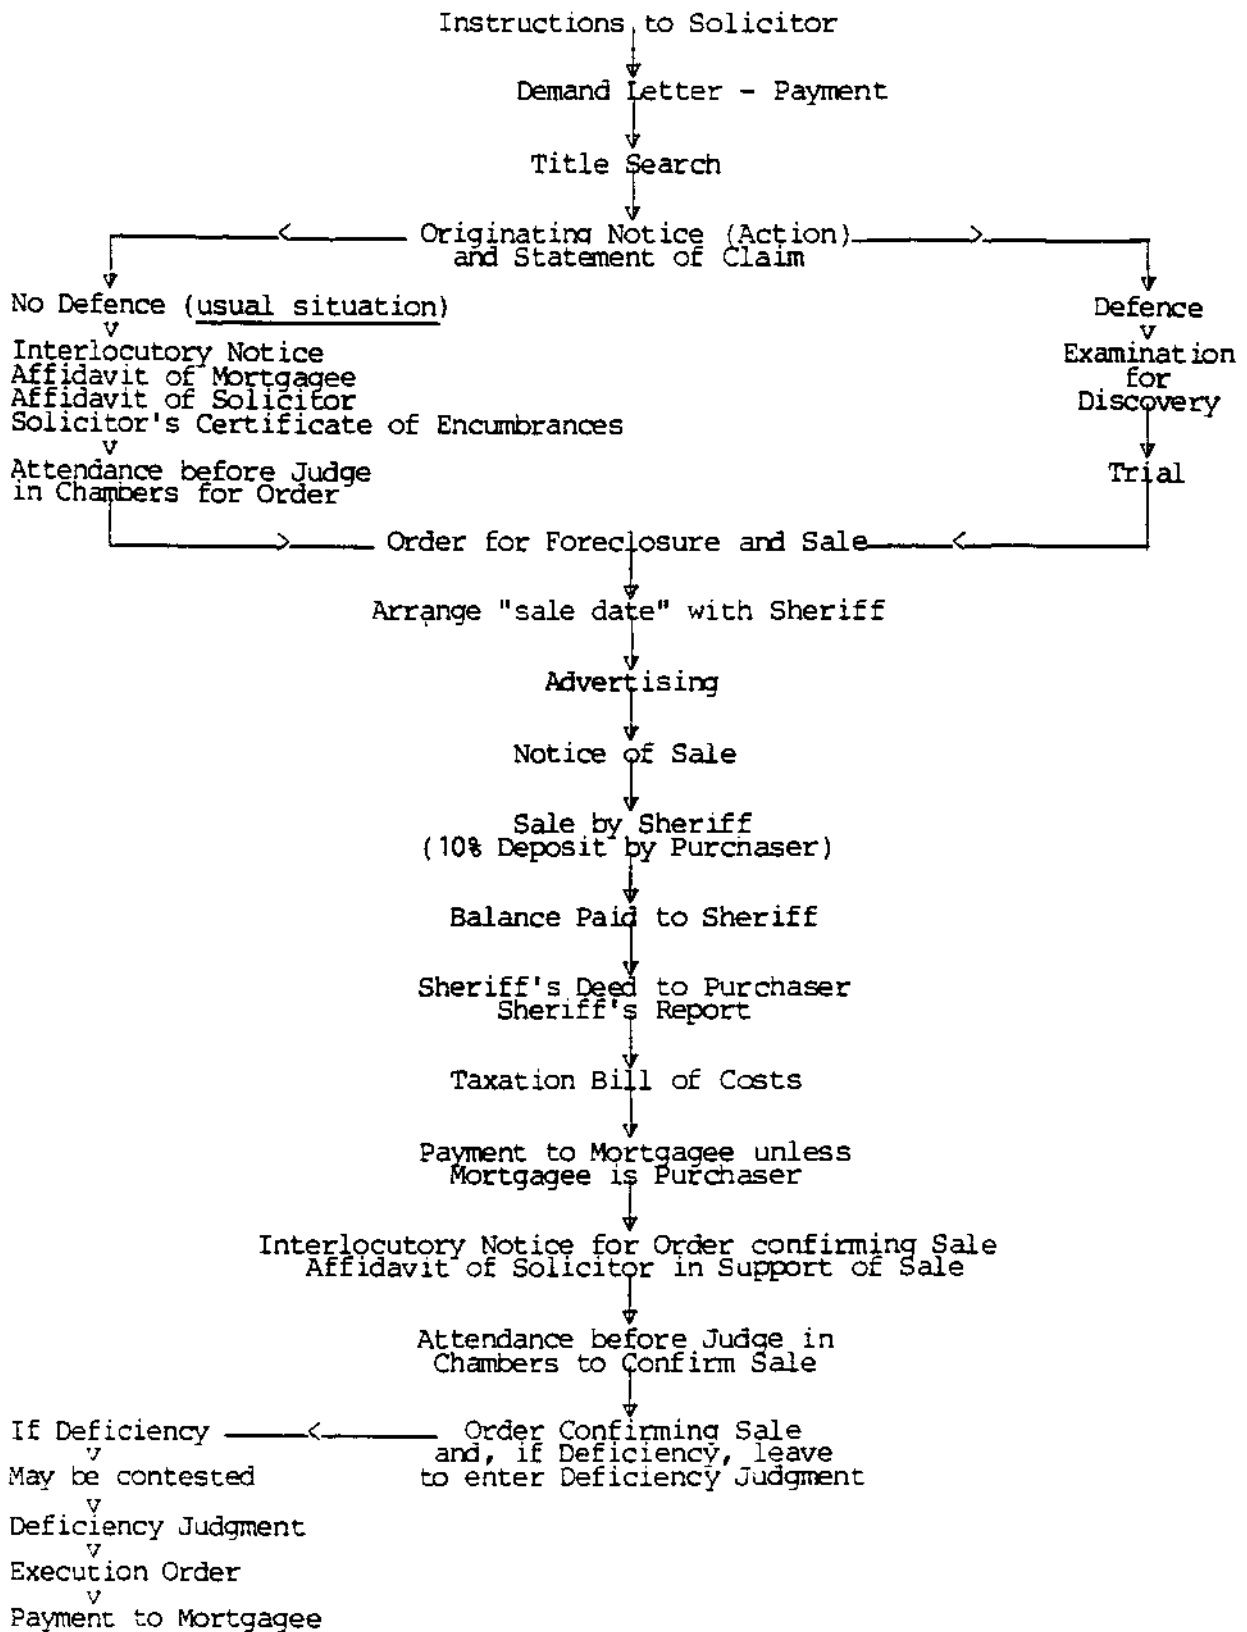 Instructions to Solicitor
Demand Letter - Payment
Title Search
Originating Notice (Action)
and Statement of Claim
No Defence (usual situation)
Interlocutory Notice
Affidavit of Mortgagee
Affidavit of Solicitor
Solicitor's Certificate of Encumbrances
Attendance before Judge
in Chambers for Order
Defence
Examination
for
Discovery
Trial
Order for Foreclosure and Sale
Arrange "sale date" with Sheriff
Advertising
Notice of Sale
Sale by Sheriff
(10% Deposit by Purchaser)
Balance Paid to Sheriff
Sheriff's Deed to Purchaser
Sheriff's Report
Taxation Bill of Costs
Payment to Mortgagee unless
Mortgagee is Purchaser
Interlocutory Notice for Order confirming Sale
Affidavit of Solicitor in Support of Sale
Attendance before Judge in
Chambers to Confirm Sale
Order Confirming Sale
and, if Deficiency, leave
to enter Deficiency Judgment
If Deficiency
May be contested
Deficiency Judgment
Execution Order
Payment to Mortgagee